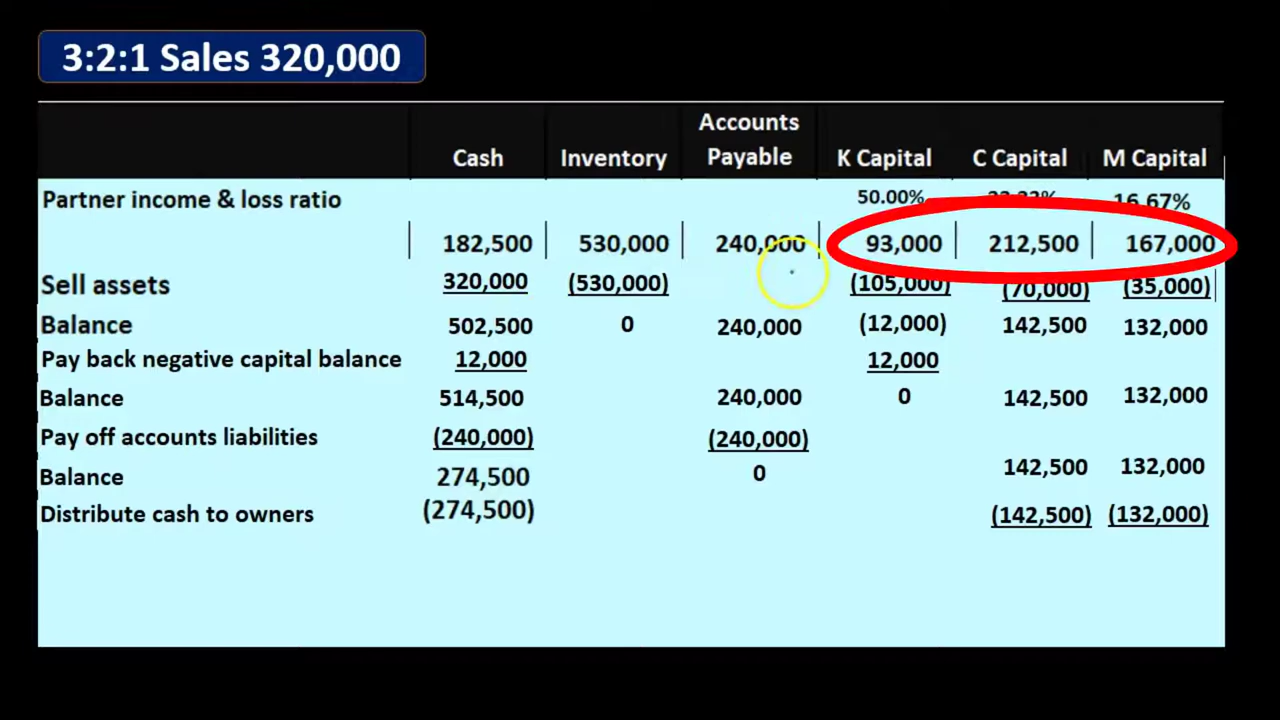 3:2:1 Sales 320,000
Cash Inventory Accounts Payable K Capital C Capital M Capital
Partner income & loss ratio 50.00% 16.67%
182,500 530,000 240,000 93,000 212,500 167,000
Sell assets 320,000 (530,000) (105,000) (70,000) (35,000)
Balance 502,500 0 240,000 (12,000) 142,500 132,000
Pay back negative capital balance 12,000 12,000
Balance 514,500 240,000 0 142,500 132,000
Pay off accounts liabilities (240,000) (240,000)
Balance 274,500 0 142,500 132,000
Distribute cash to owners (274,500) (142,500) (132,000)